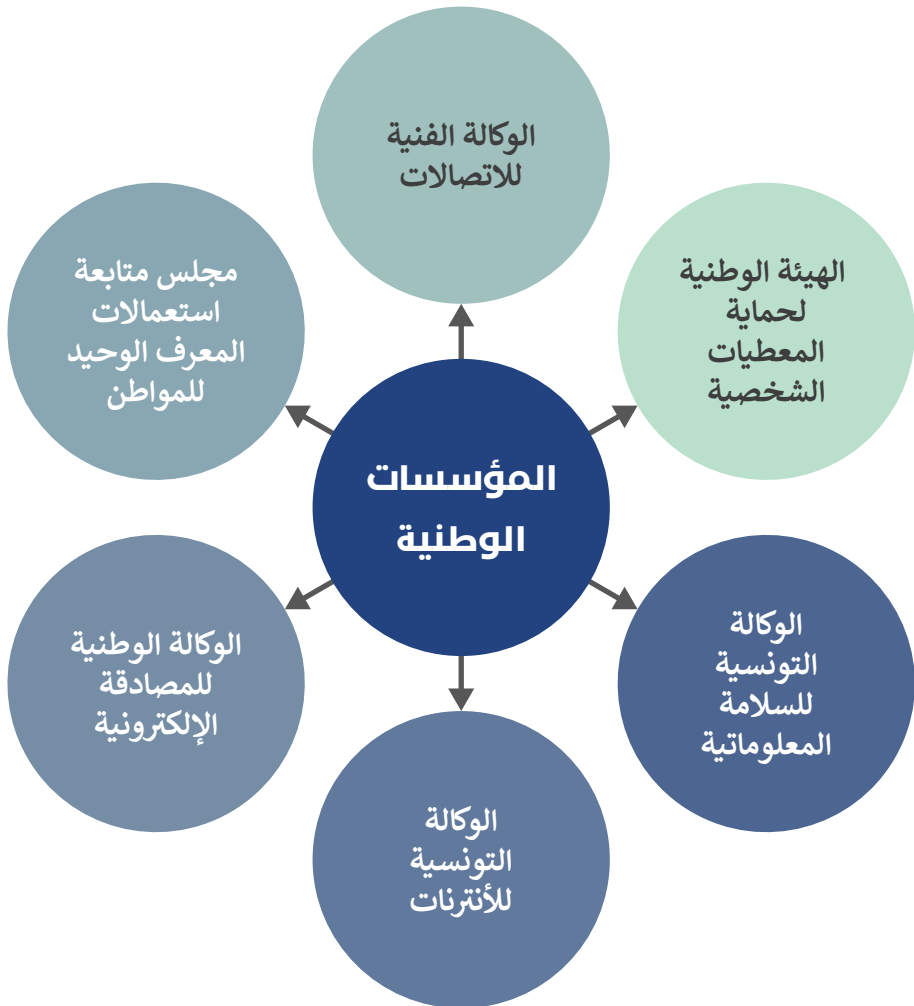 الوكالة الفنية
للاتصالات
الهيئة الوطنية
لحماية
المعطيات
الشخصية
مجلس متابعة
استعمالات
المعرف الوحيد
للمواطن
المؤسسات
الوطنية
الوكالة
التونسية
للسلامة
المعلوماتية
الوكالة الوطنية
للمصادقة
الإلكترونية
الوكالة
التونسية
للأنترنات